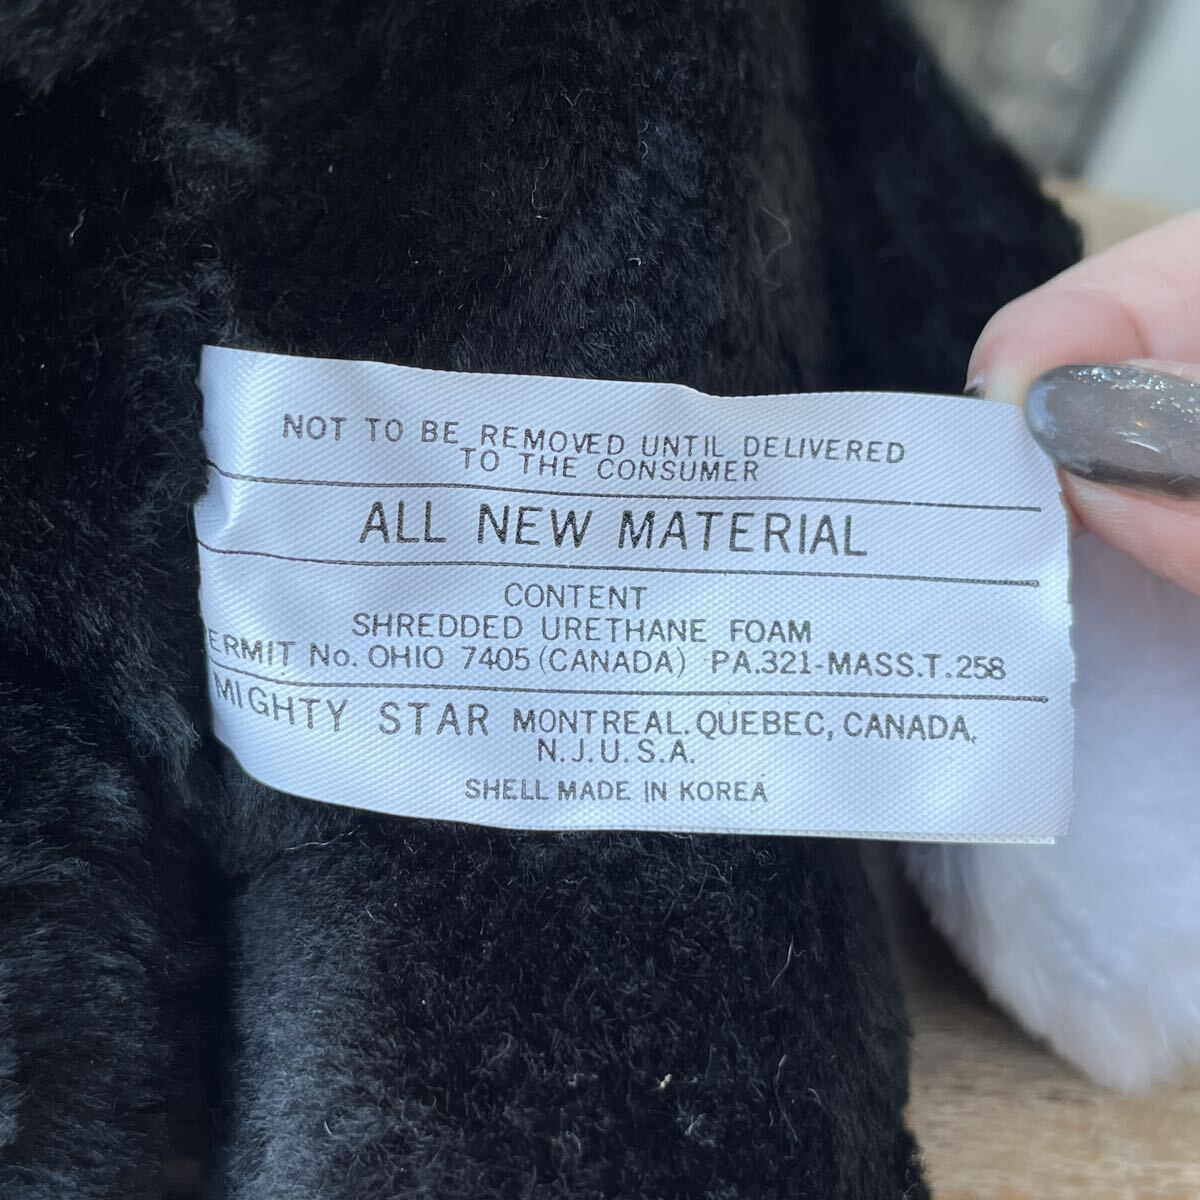 NOT TO BE REMOVED UNTIL DELIVERED
TO THE CONSUMER
ALL NEW MATERIAL
CONTENT
SHREDDED URETHANE FOAM
ERMIT No. OHIO 7405 (CANADA) PA.321-MASS.T.258
MIGHTY STAR MONTREAL. QUEBEC, CANADA,
N.J.U.S.A.
SHELL MADE IN KOREA